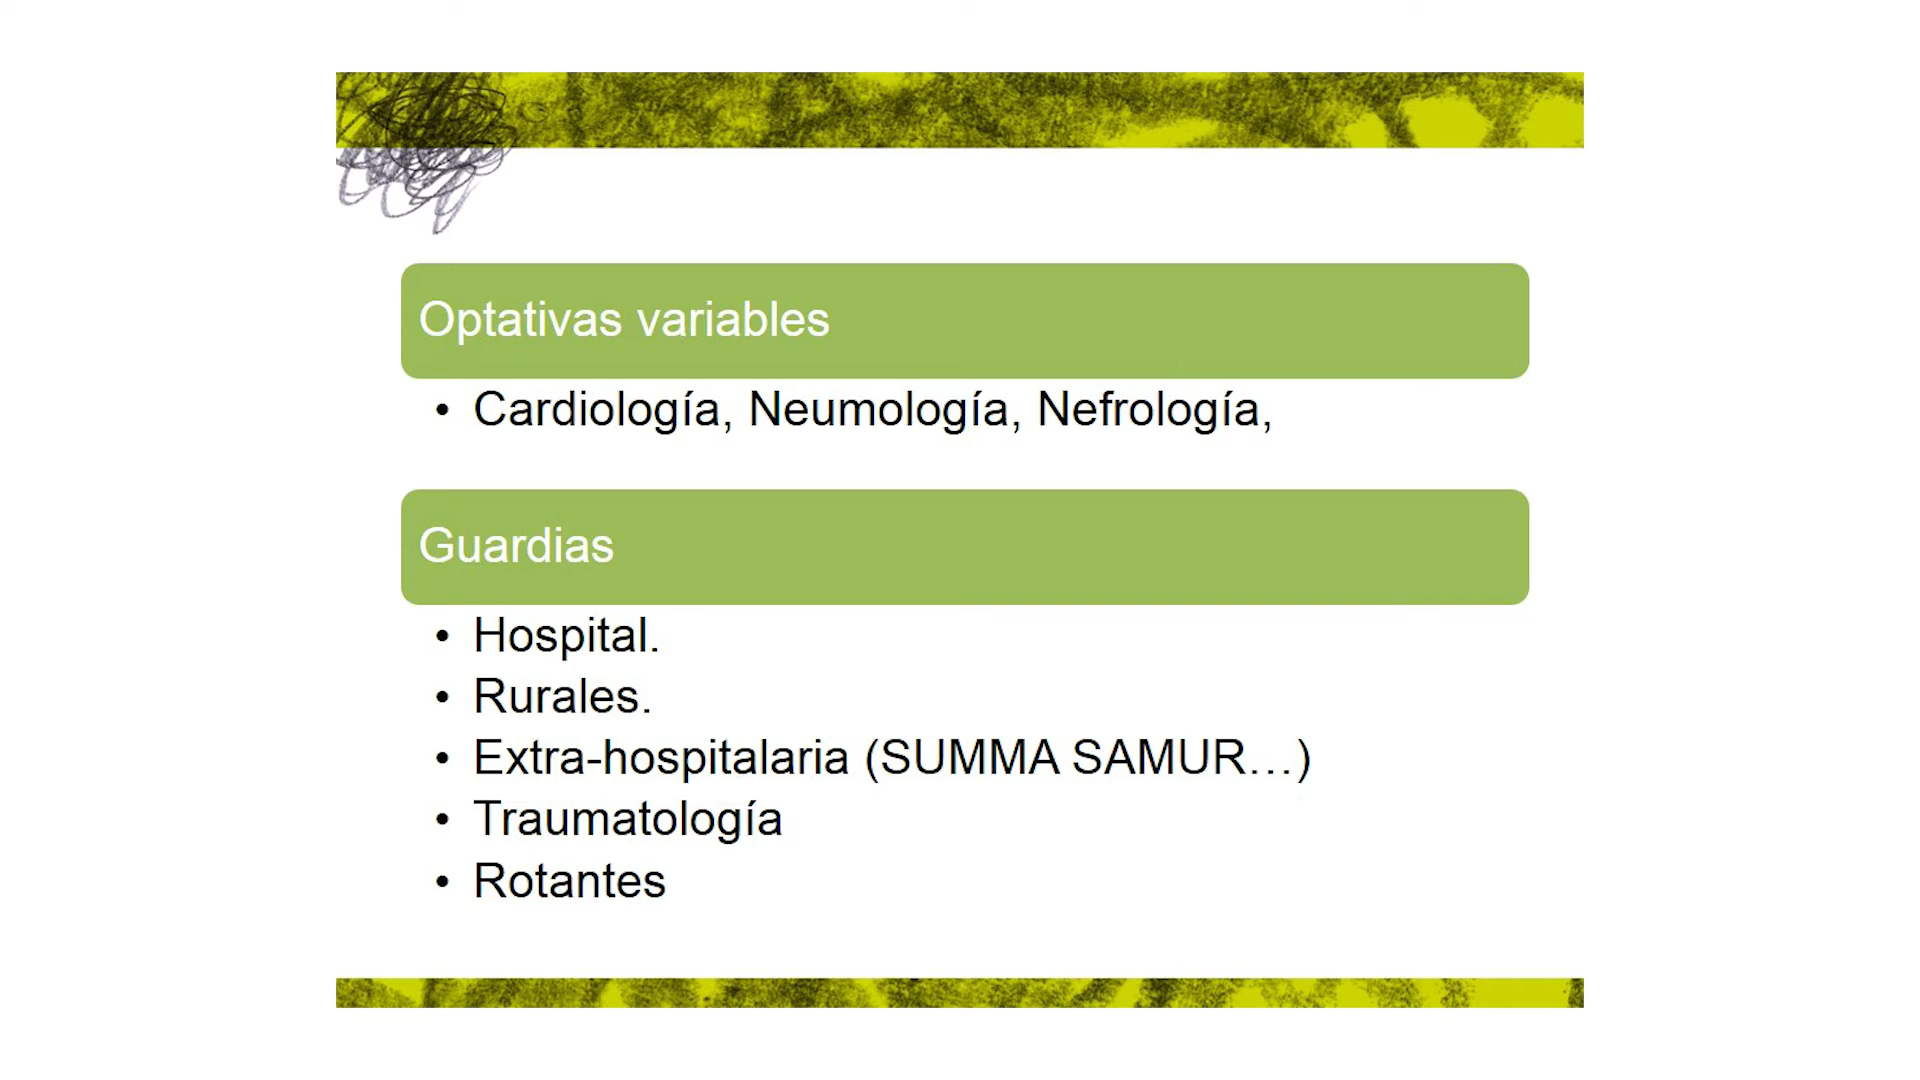 Optativas variables
• Cardiología, Neumología, Nefrología,
Guardias
• Hospital.
• Rurales.
• Extra-hospitalaria (SUMMA SAMUR…)
• Traumatología
• Rotantes